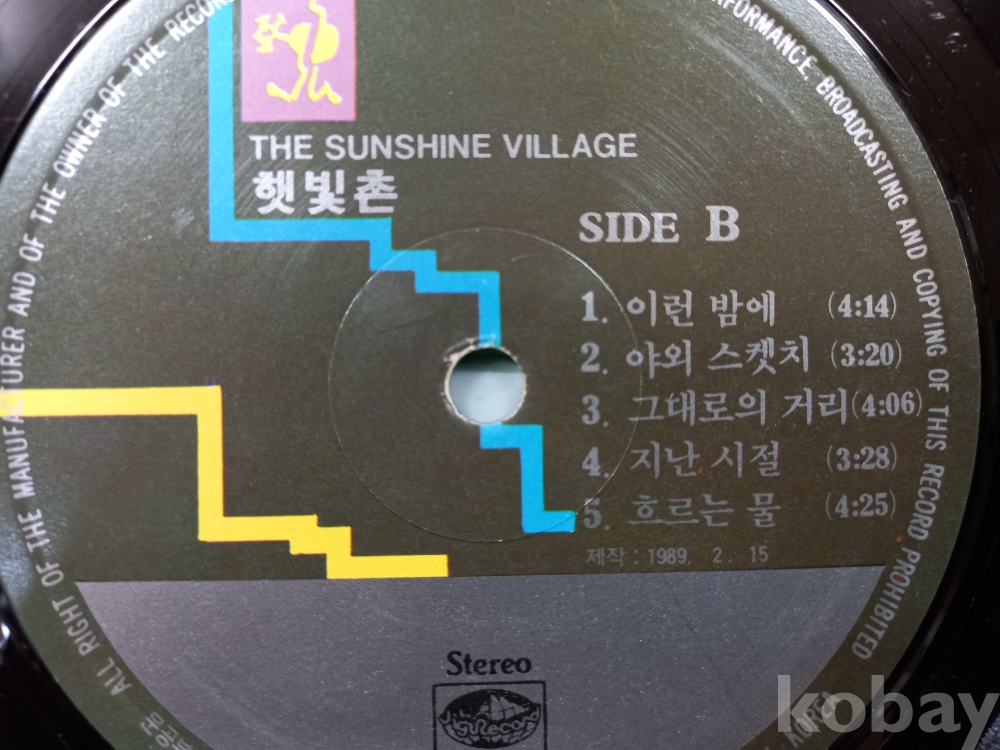 THE SUNSHINE VILLAGE
햇빛촌
SIDE B
1. 이런 밤에 (4:14)
2. 야외 스켓치 (3:20)
3. 그대로의 거리 (4:06)
4. 지난 시절 (3:28)
5. 흐르는 물 (4:25)
제작 : 1989. 2. 15
Stereo
ALL RIGHT OF THE MANUFACTURER AND OF THE OWNER OF THE RECORD
PERFORMANCE, BROADCASTING AND COPYING OF THIS RECORD PROHIBITED
KOREA
kobay